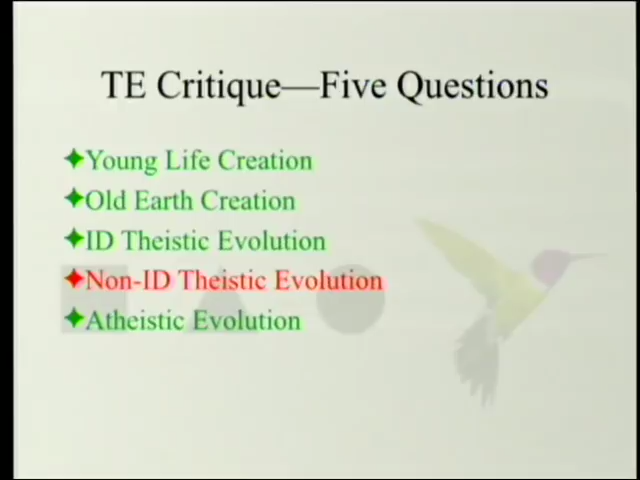 TE Critique—Five Questions
Young Life Creation
Old Earth Creation
ID Theistic Evolution
Non-ID Theistic Evolution
Atheistic Evolution